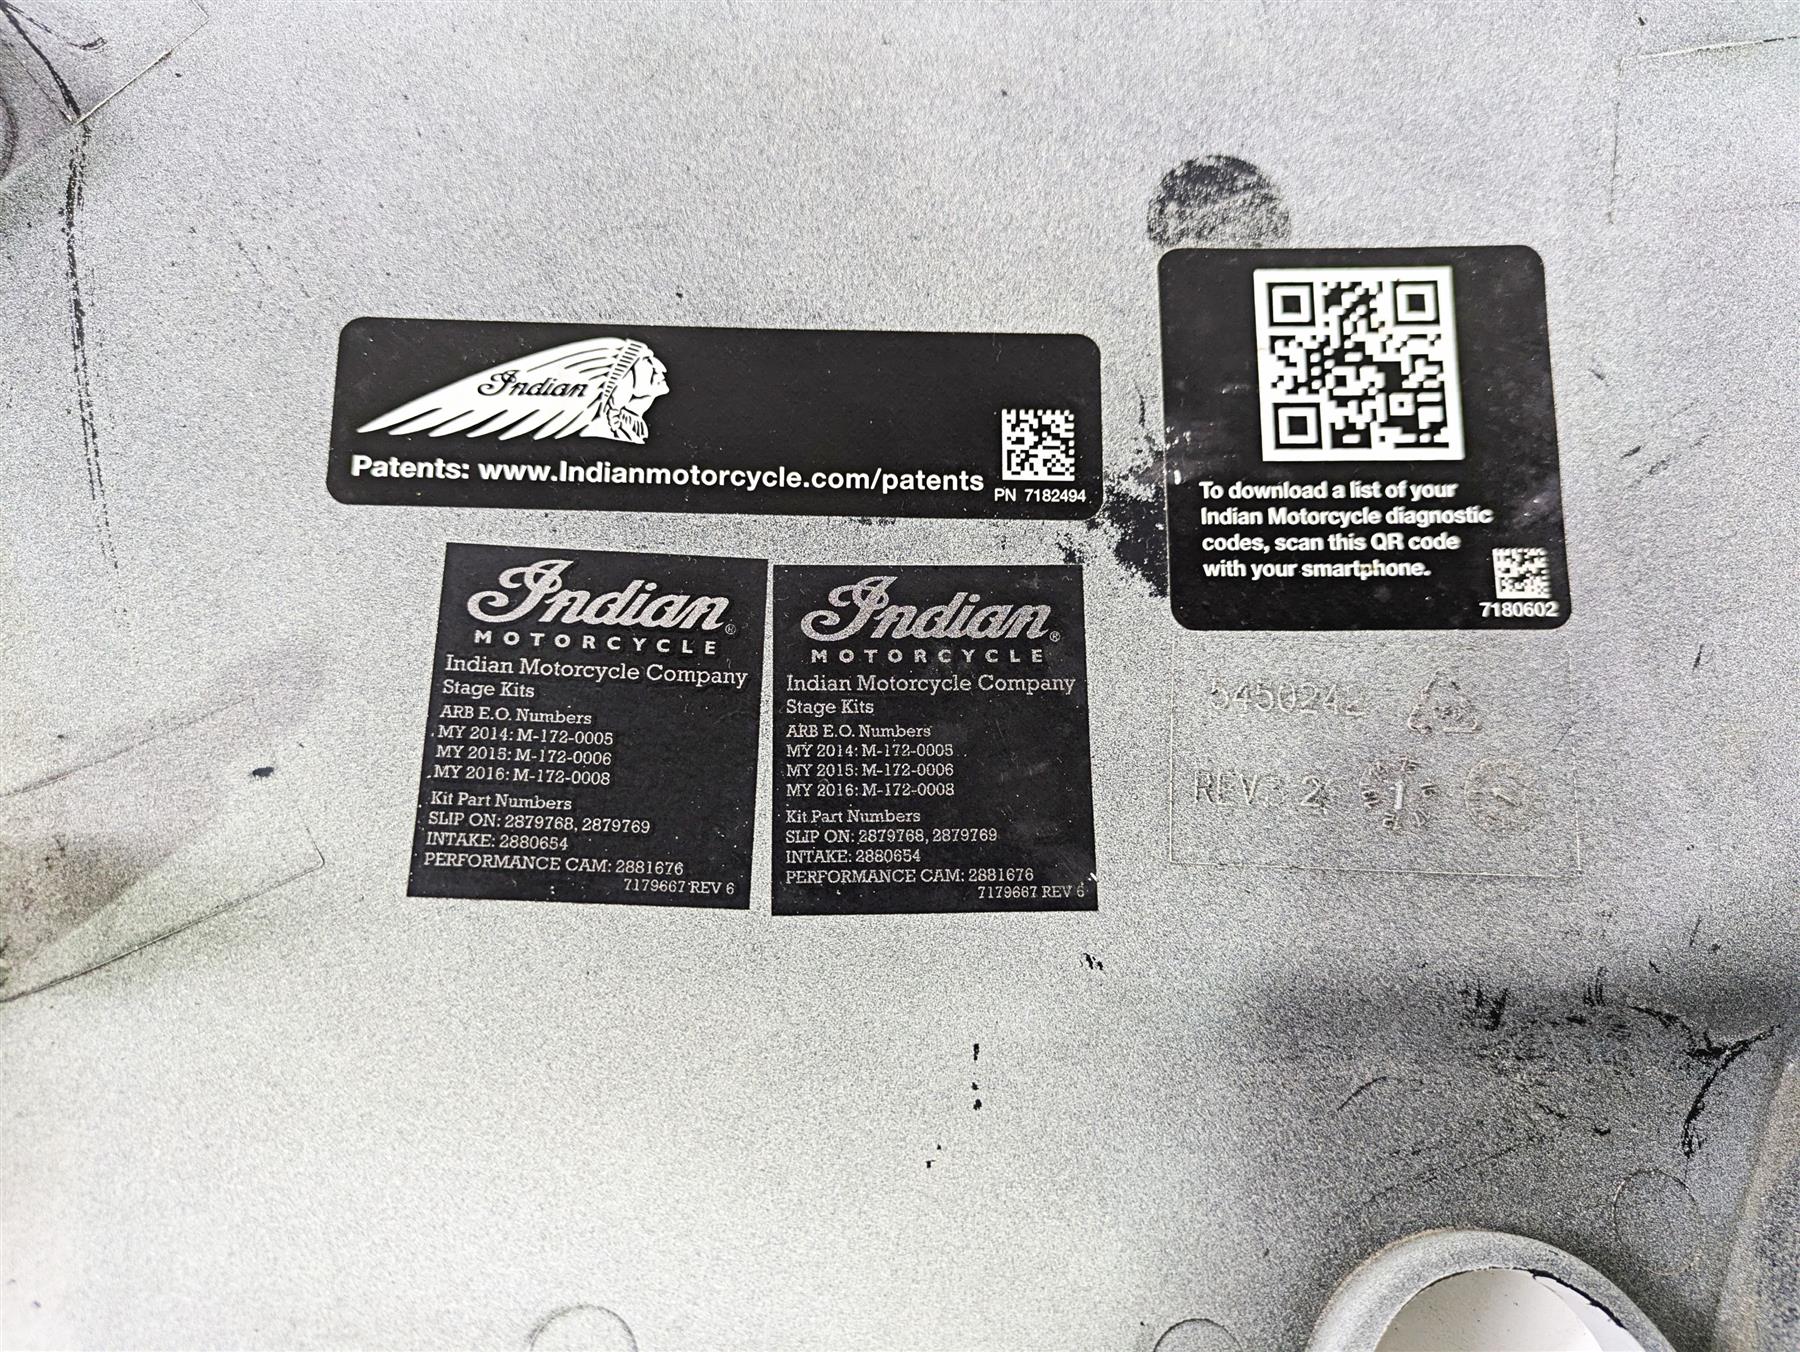 Indian
Patents: www.Indianmotorcycle.com/patents
PN 7182494
To download a list of your
Indian Motorcycle diagnostic
codes, scan this QR code
with your smartphone.
7180602
Indian®
MOTORCYCLE
Indian Motorcycle Company
Stage Kits
ARB E.O. Numbers
MY 2014: M-172-0005
MY 2015: M-172-0006
MY 2016: M-172-0008
Kit Part Numbers
SLIP ON: 2879768, 2879769
INTAKE: 2880654
PERFORMANCE CAM: 2881676
7179667 REV 6
Indian®
MOTORCYCLE
Indian Motorcycle Company
Stage Kits
ARB E.O. Numbers
MY 2014: M-172-0005
MY 2015: M-172-0006
MY 2016: M-172-0008
Kit Part Numbers
SLIP ON: 2879768, 2879769
INTAKE: 2880654
PERFORMANCE CAM: 2881676
7179667 REV 6
5450242
REV: 2